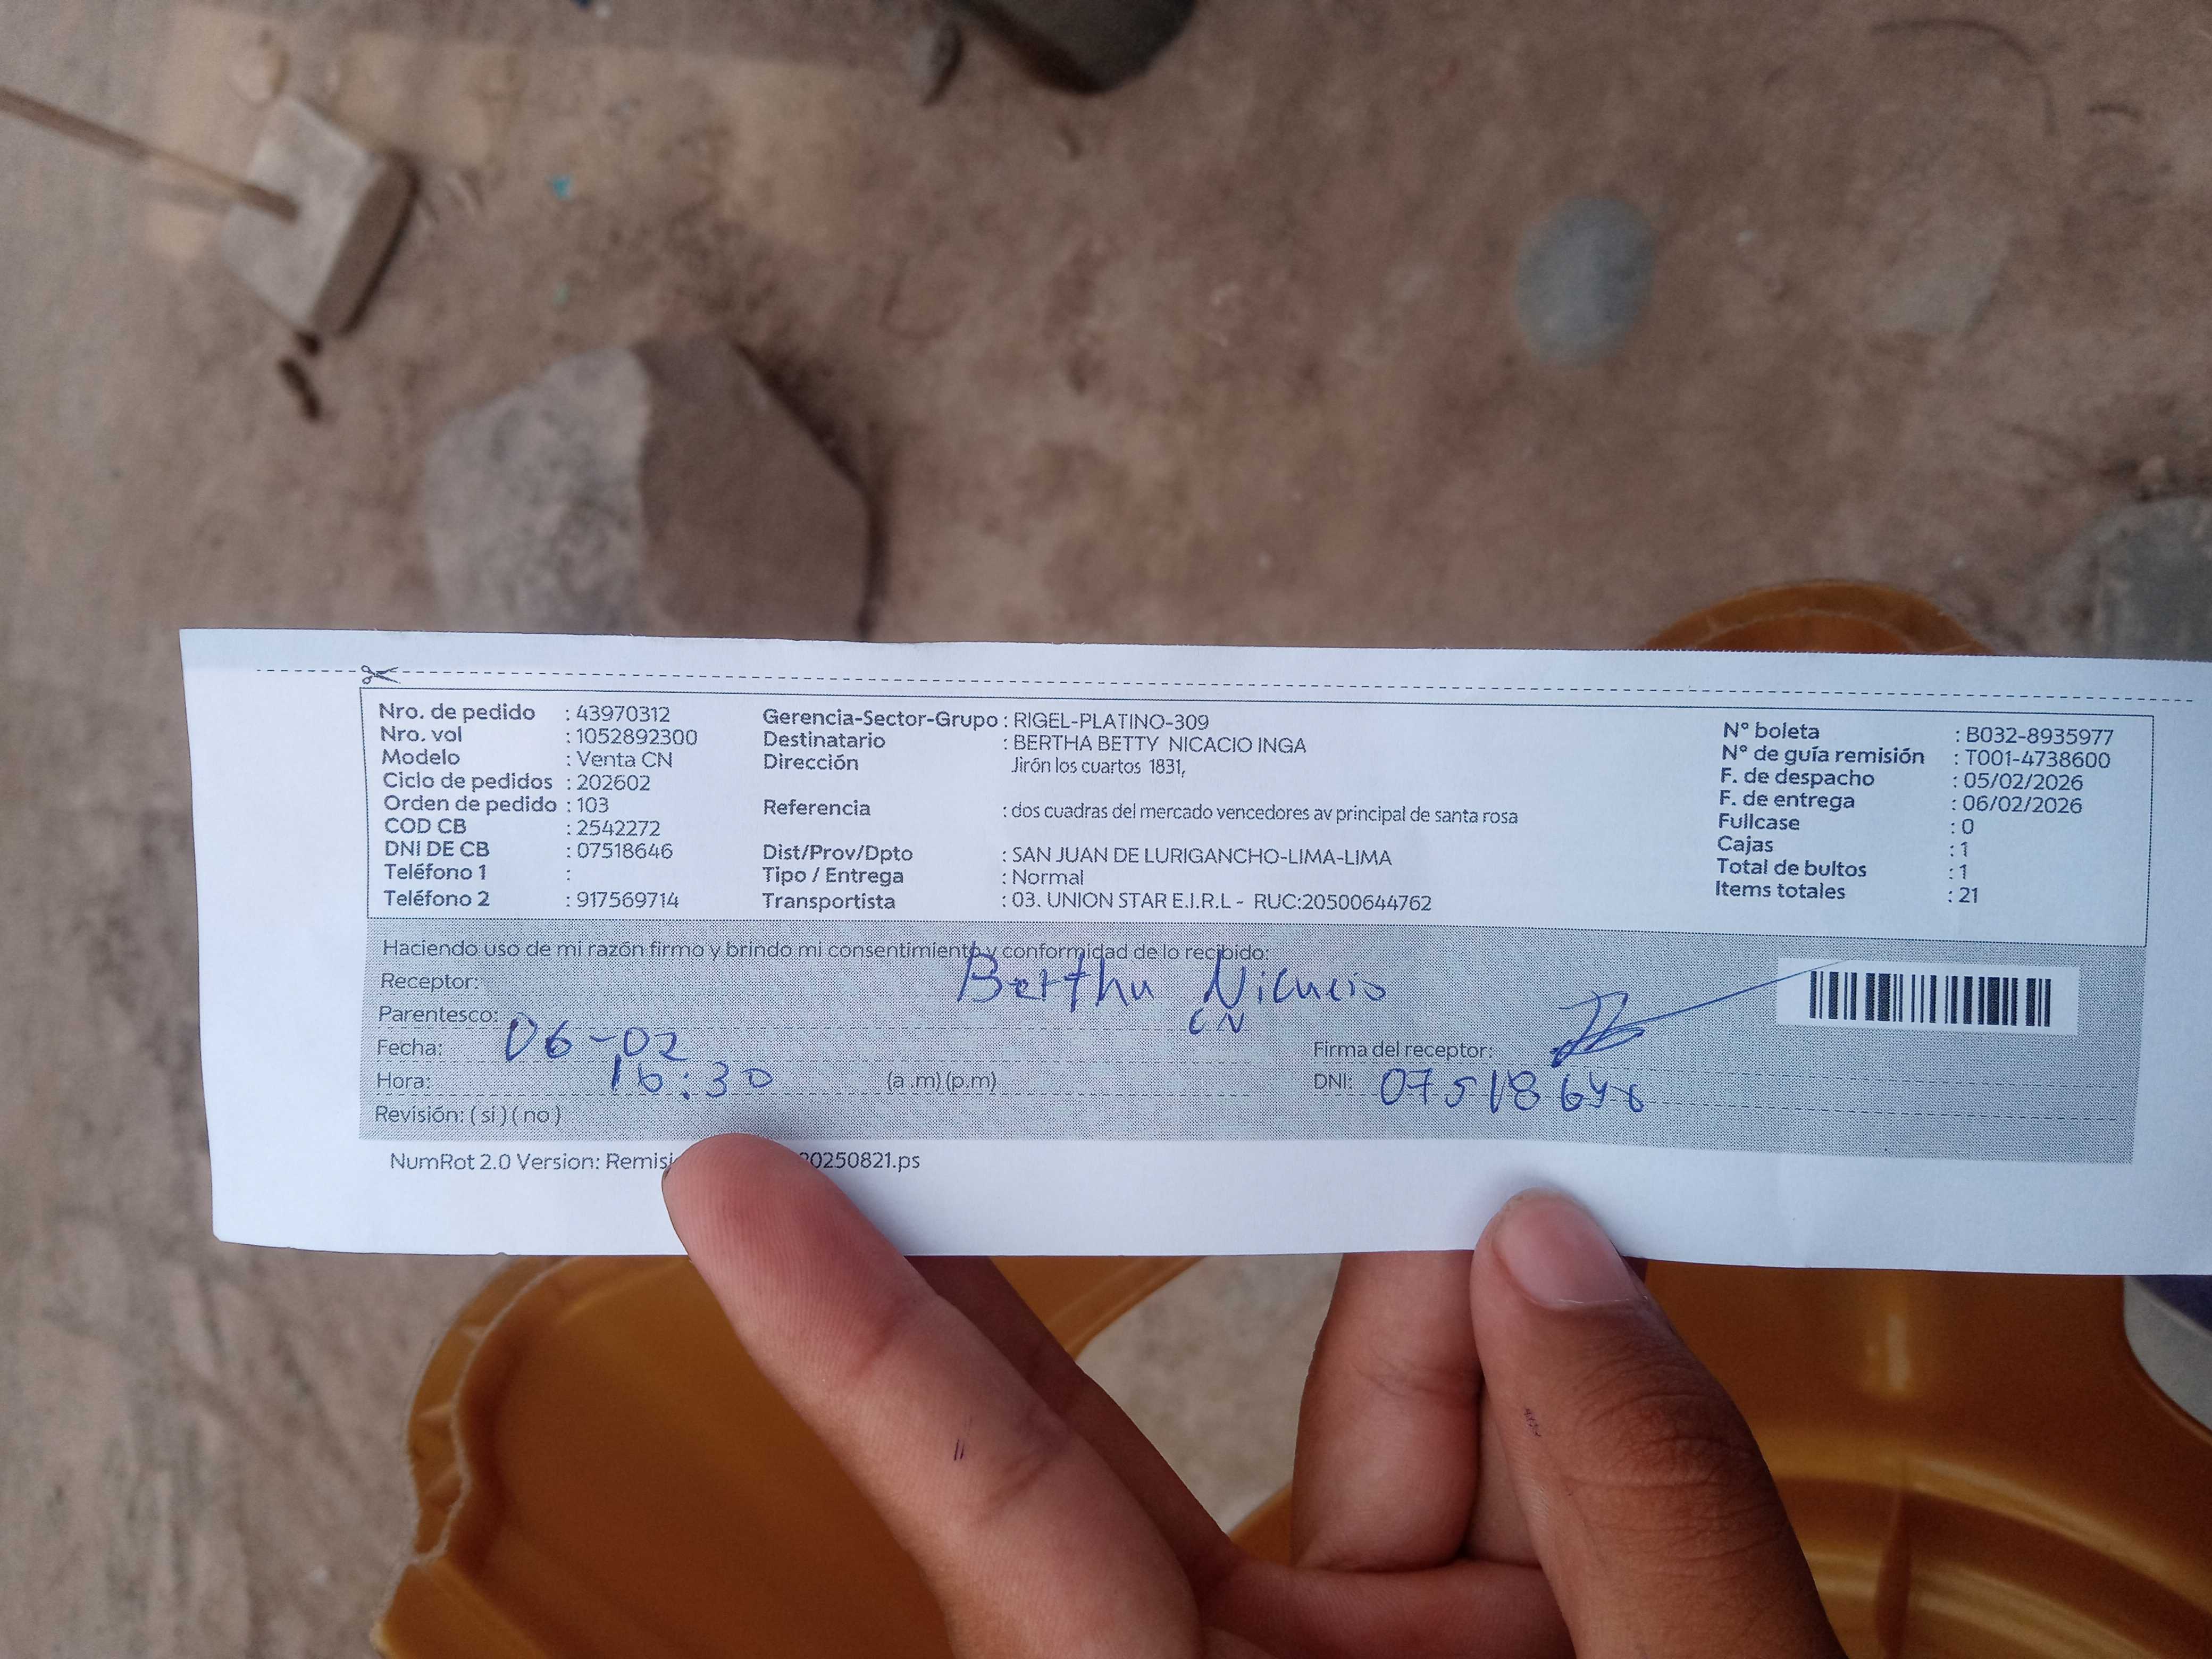 Nro. de pedido : 43970312
Nro. vol : 1052892300
Modelo : Venta CN
Ciclo de pedidos : 202602
Orden de pedido : 103
COD CB : 2542272
DNI DE CB : 07518646
Teléfono 1 :
Teléfono 2 : 917569714
Gerencia-Sector-Grupo : RIGEL-PLATINO-309
Destinatario : BERTHA BETTY NICACIO INGA
Dirección Jirón los cuartos 1831,
Referencia : dos cuadras del mercado vencedores av principal de santa rosa
Dist/Prov/Dpto : SAN JUAN DE LURIGANCHO-LIMA-LIMA
Tipo / Entrega : Normal
Transportista : 03. UNION STAR E.I.R.L - RUC:20500644762
N° boleta : B032-8935977
N° de guía remisión : T001-4738600
F. de despacho : 05/02/2026
F. de entrega : 06/02/2026
Fullcase : 0
Cajas : 1
Total de bultos : 1
Items totales : 21
Haciendo uso de mi razón firmo y brindo mi consentimiento y conformidad de lo recibido:
Receptor: Bertha Nicacio
Parentesco: CN
Fecha: 06-02
Hora: 16:30 (a .m) (p.m)
Revisión: ( si ) ( no )
Firma del receptor:
DNI: 07518646
NumRot 2.0 Version: 20250821.ps